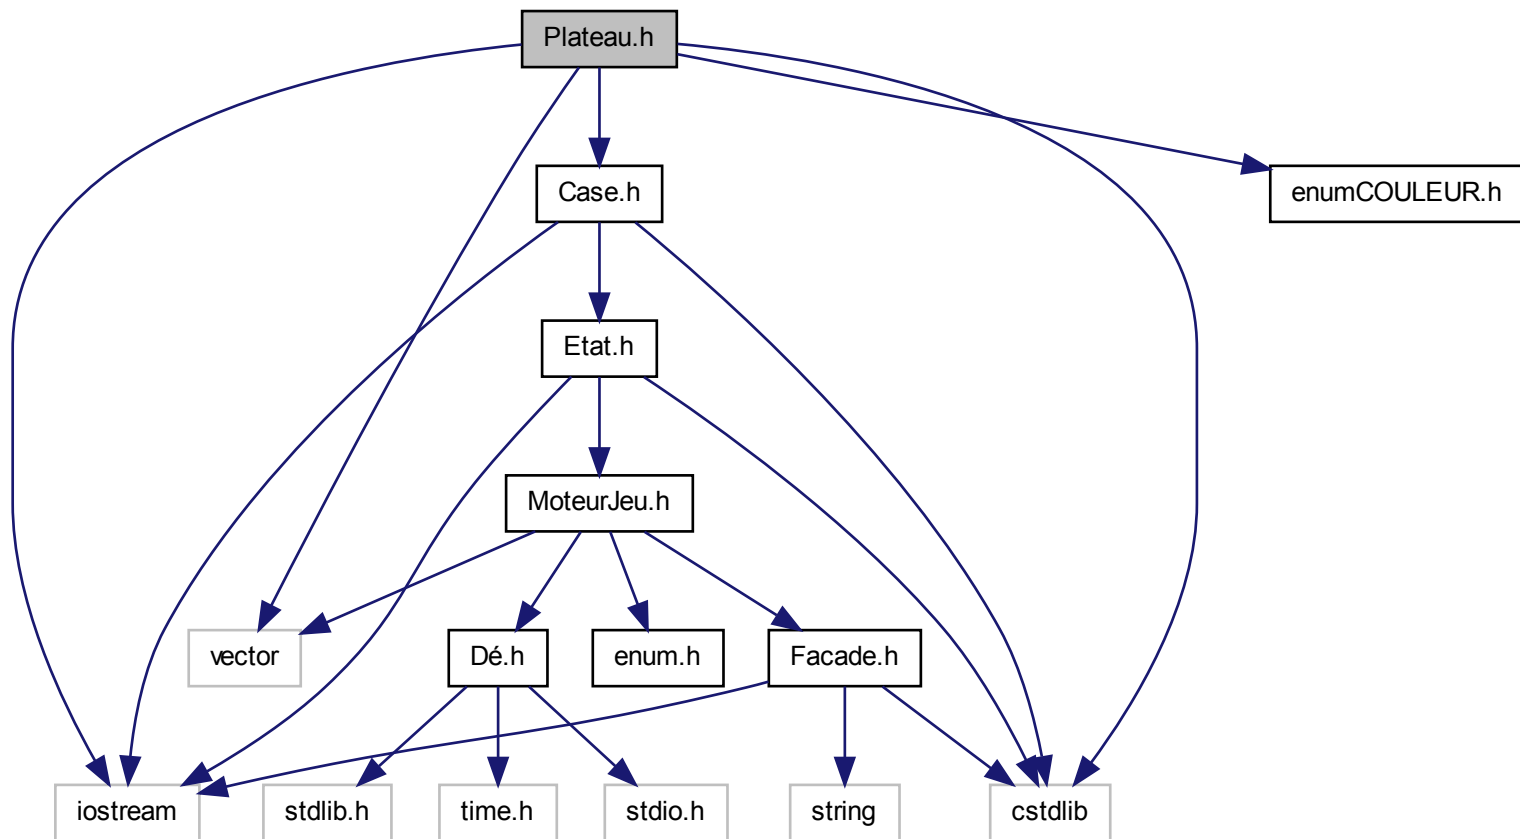 Plateau.h
Case.h
enumCOULEUR.h
Etat.h
MoteurJeu.h
vector
Dé.h
enum.h
Facade.h
iostream
stdlib.h
time.h
stdio.h
string
cstdlib